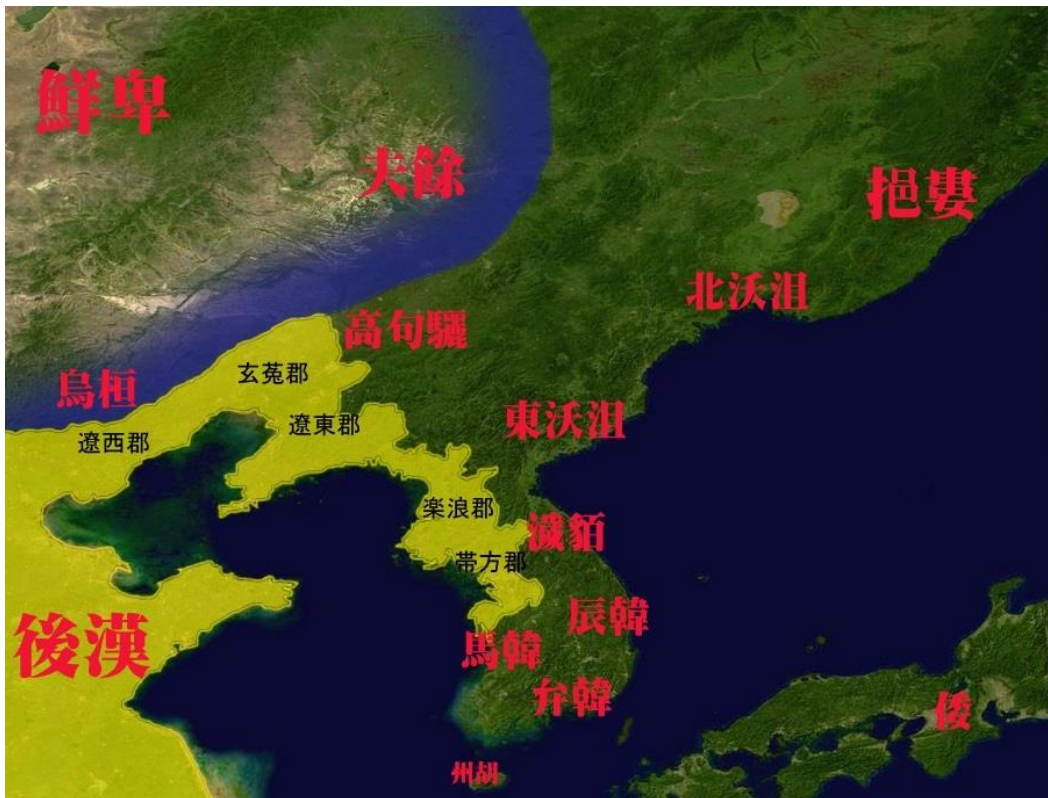 鮮卑
夫餘
挹婁
北沃沮
高句驪
玄菟郡
烏桓
遼東郡
東沃沮
遼西郡
楽浪郡
濊貊
帯方郡
辰韓
後漢
馬韓
弁韓
倭
州胡